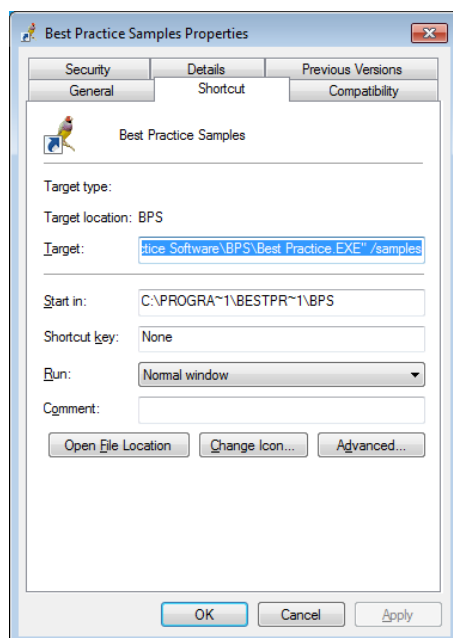 Best Practice Samples Properties
Security Details Previous Versions
General Shortcut Compatibility
Best Practice Samples
Target type:
Target location: BPS
Target: tice Software\BPS\Best Practice.EXE" /samples
Start in: C:\PROGRA~1\BESTPR~1\BPS
Shortcut key: None
Run: Normal window
Comment:
Open File Location Change Icon... Advanced...
OK Cancel Apply